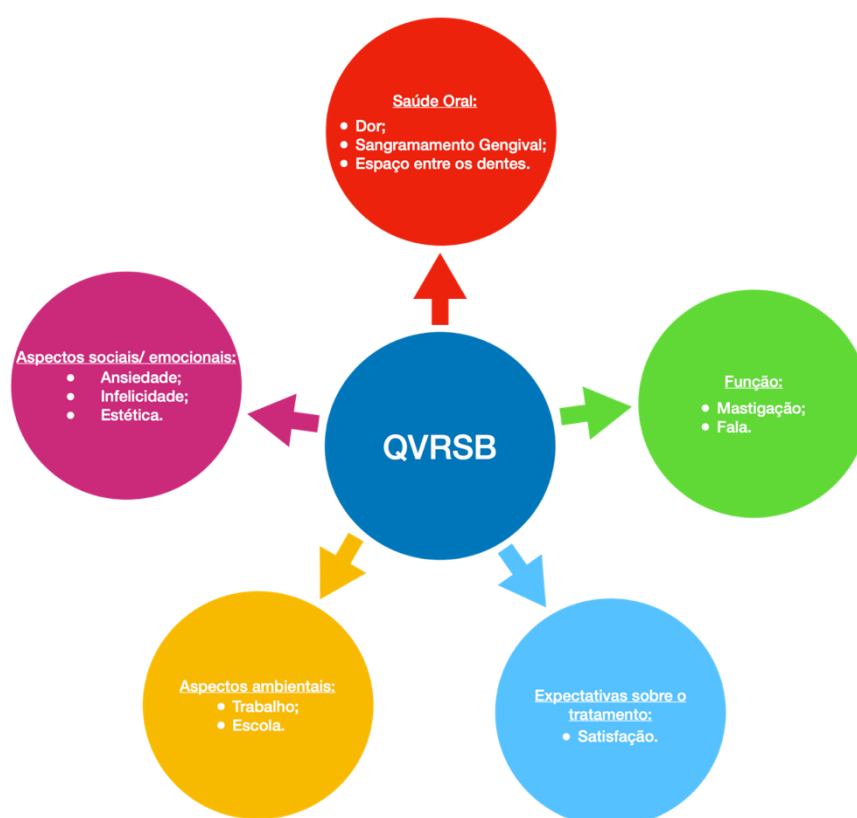 Saúde Oral:
● Dor;
● Sangramamento Gengival;
● Espaço entre os dentes.
Aspectos sociais/ emocionais:
● Ansiedade;
● Infelicidade;
● Estética.
Função:
● Mastigação;
● Fala.
QVRSB
Aspectos ambientais:
● Trabalho;
● Escola.
Expectativas sobre o
tratamento:
● Satisfação.